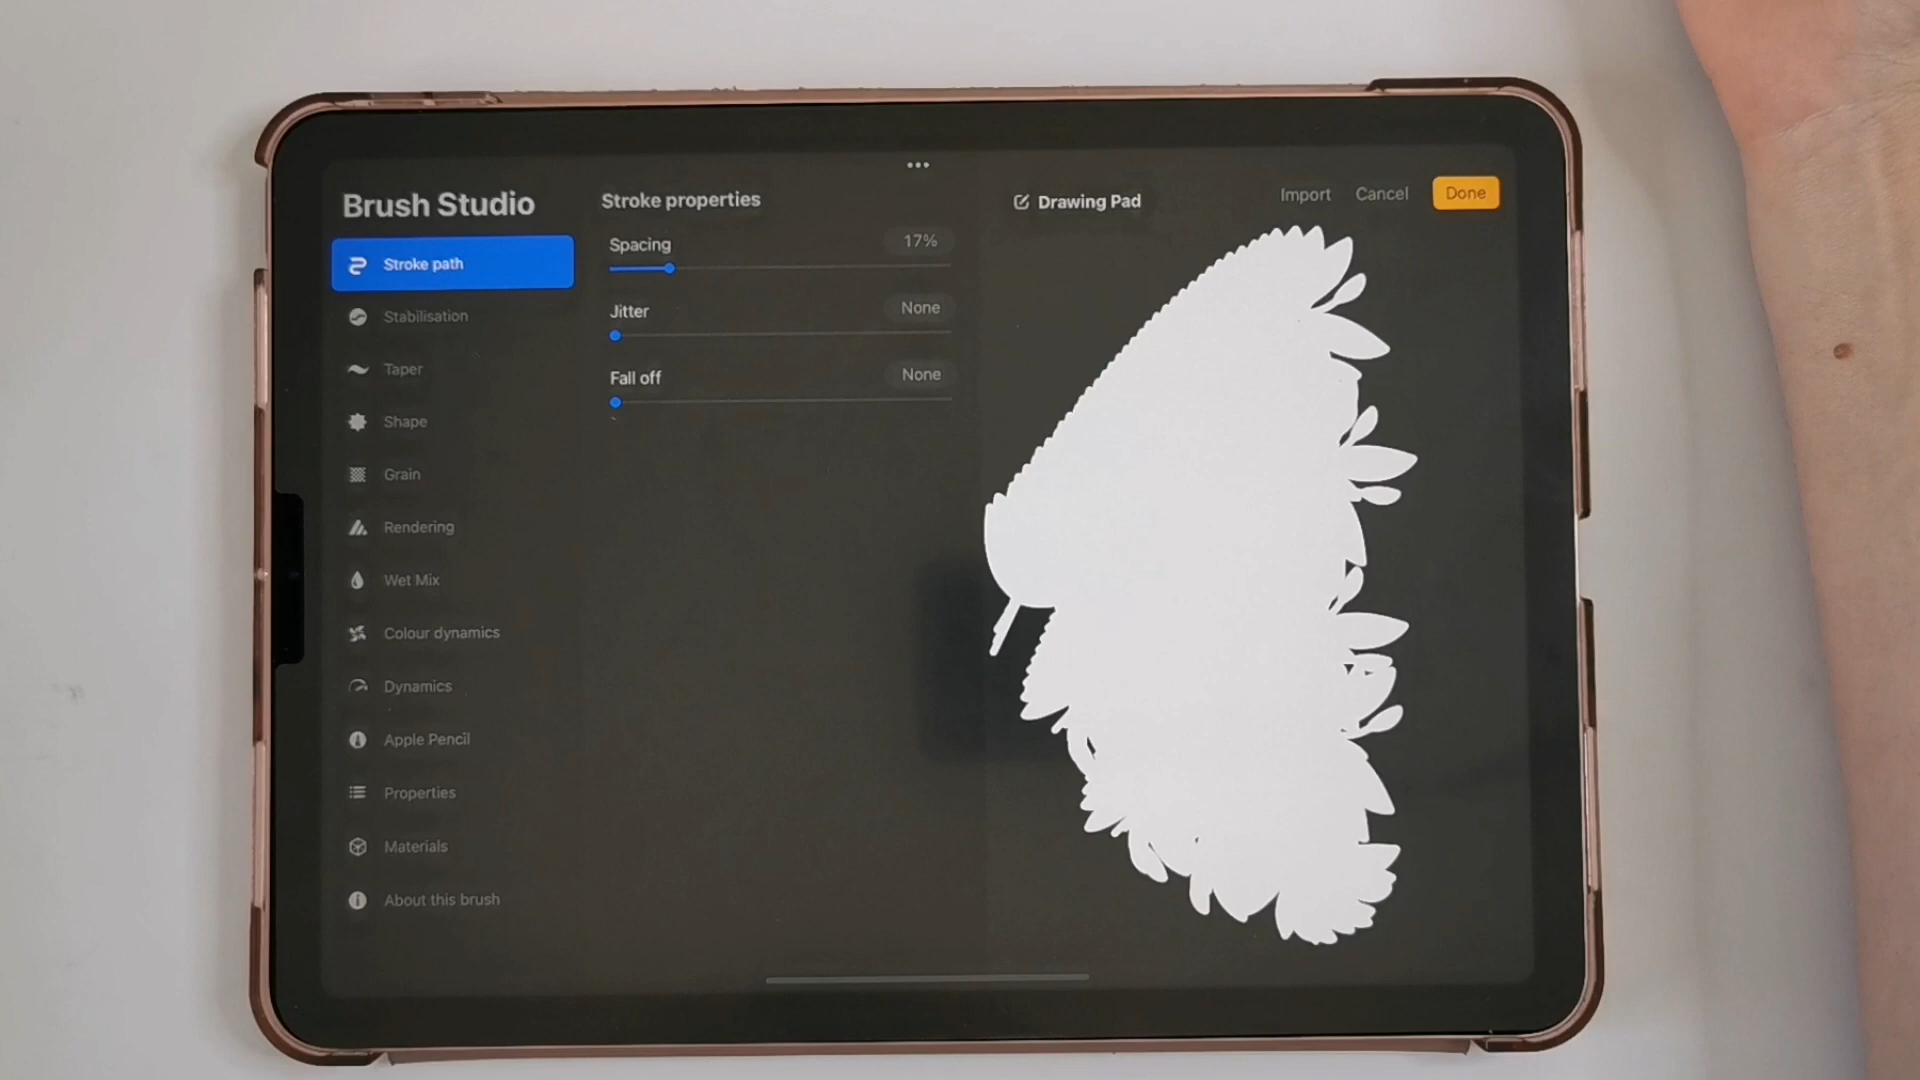 Brush Studio
Stroke path
Stabilisation
Taper
Shape
Grain
Rendering
Wet Mix
Colour dynamics
Dynamics
Apple Pencil
Properties
Materials
About this brush
Stroke properties
Spacing 17%
Jitter None
Fall off None
Drawing Pad
Import Cancel Done